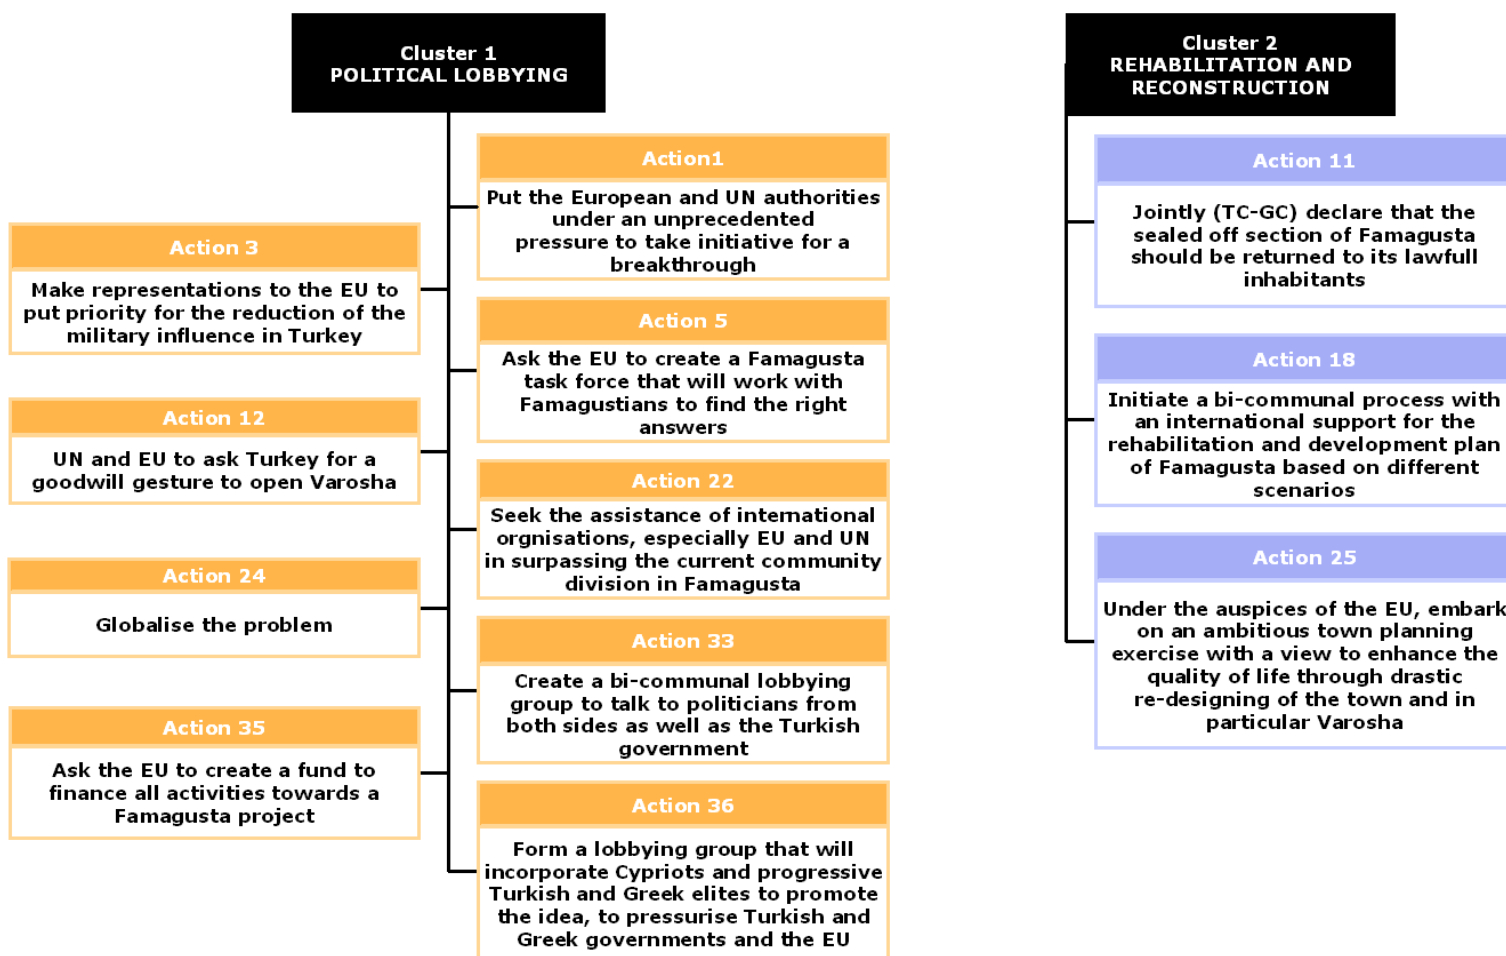 Cluster 1
POLITICAL LOBBYING
Action 3
Make representations to the EU to
put priority for the reduction of the
military influence in Turkey
Action 12
UN and EU to ask Turkey for a
goodwill gesture to open Varosha
Action 24
Globalise the problem
Action 35
Ask the EU to create a fund to
finance all activities towards a
Famagusta project
Action1
Put the European and UN authorities
under an unprecedented
pressure to take initiative for a
breakthrough
Action 5
Ask the EU to create a Famagusta
task force that will work with
Famagustians to find the right
answers
Action 22
Seek the assistance of international
orgnisations, especially EU and UN
in surpassing the current community
division in Famagusta
Action 33
Create a bi-communal lobbying
group to talk to politicians from
both sides as well as the Turkish
government
Action 36
Form a lobbying group that will
incorporate Cypriots and progressive
Turkish and Greek elites to promote
the idea, to pressurise Turkish and
Greek governments and the EU
Cluster 2
REHABILITATION AND
RECONSTRUCTION
Action 11
Jointly (TC-GC) declare that the
sealed off section of Famagusta
should be returned to its lawfull
inhabitants
Action 18
Initiate a bi-communal process with
an international support for the
rehabilitation and development plan
of Famagusta based on different
scenarios
Action 25
Under the auspices of the EU, embark
on an ambitious town planning
exercise with a view to enhance the
quality of life through drastic
re-designing of the town and in
particular Varosha